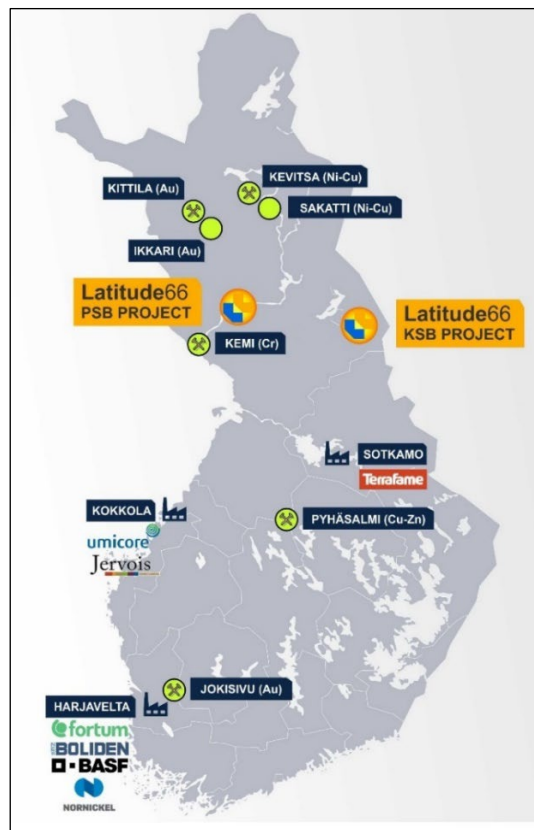 KEVITSA (Ni-Cu)
KITTILA (Au)
SAKATTI (Ni-Cu)
IKKARI (Au)
Latitude66
PSB PROJECT
Latitude66
KSB PROJECT
KEMI (Cr)
SOTKAMO
Terrafame
KOKKOLA
PYHÄSALMI (Cu-Zn)
umicore
Jervois
JOKISIVU (Au)
HARJAVELTA
fortum
BOLIDEN
BASF
NORNICKEL